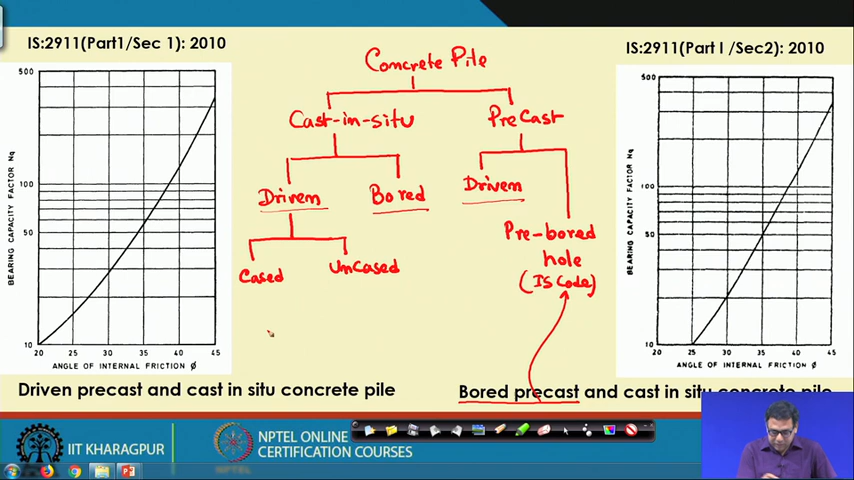 IS:2911(Part1/Sec 1): 2010
IS:2911(Part I /Sec2): 2010
Concrete Pile
Cast-in-situ
PreCast
Driven
Bored
Driven
Cased
Uncased
Pre-bored
hole
(IS Code)
BEARING CAPACITY FACTOR Nq
500
100
50
10
20 25 30 35 40 45
ANGLE OF INTERNAL FRICTION ø
BEARING CAPACITY FACTOR Nq
500
100
50
10
20 25 30 35 40 45
ANGLE OF INTERNAL FRICTION ø
Driven precast and cast in situ concrete pile
Bored precast and cast in situ concrete pile
IIT KHARAGPUR
NPTEL ONLINE
CERTIFICATION COURSES